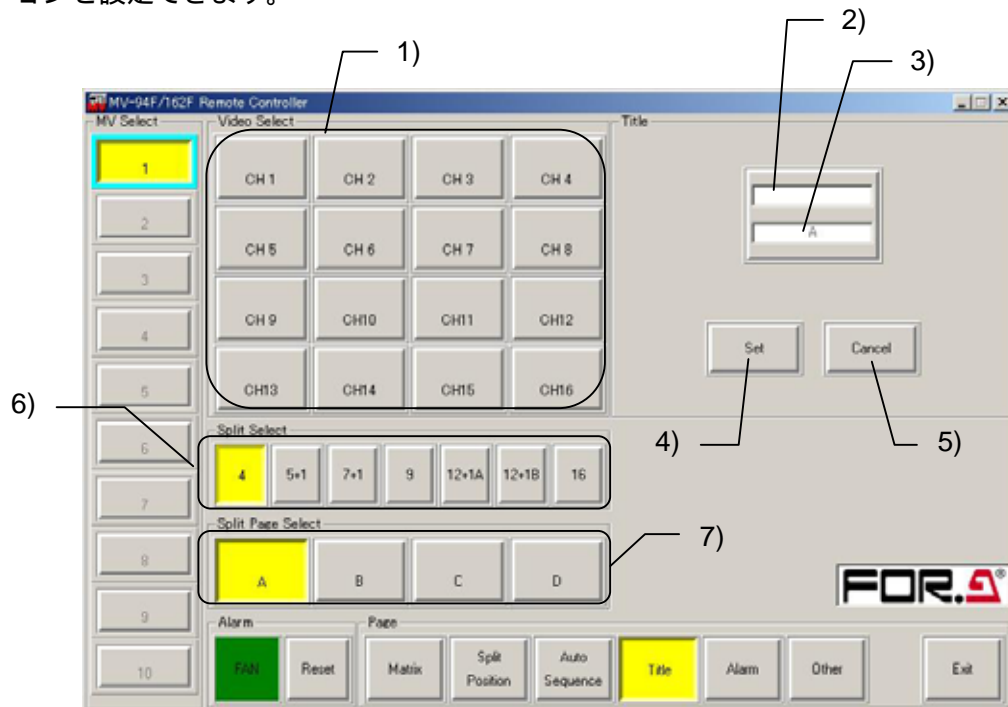 ョンを設定できます。
1)
2)
3)
MV-94F/162F Remote Controller
MV Select
Video Select
Title
1
2
3
4
5
6
7
8
9
10
CH 1 CH 2 CH 3 CH 4
CH 5 CH 6 CH 7 CH 8
CH 9 CH10 CH11 CH12
CH13 CH14 CH15 CH16
A
Set Cancel
4)
5)
6)
Split Select
4 5+1 7+1 9 12+1A 12+1B 16
Split Page Select
7)
A B C D
FOR.A®
Alarm
Page
FAN Reset Matrix Split Position Auto Sequence Title Alarm Other Exit